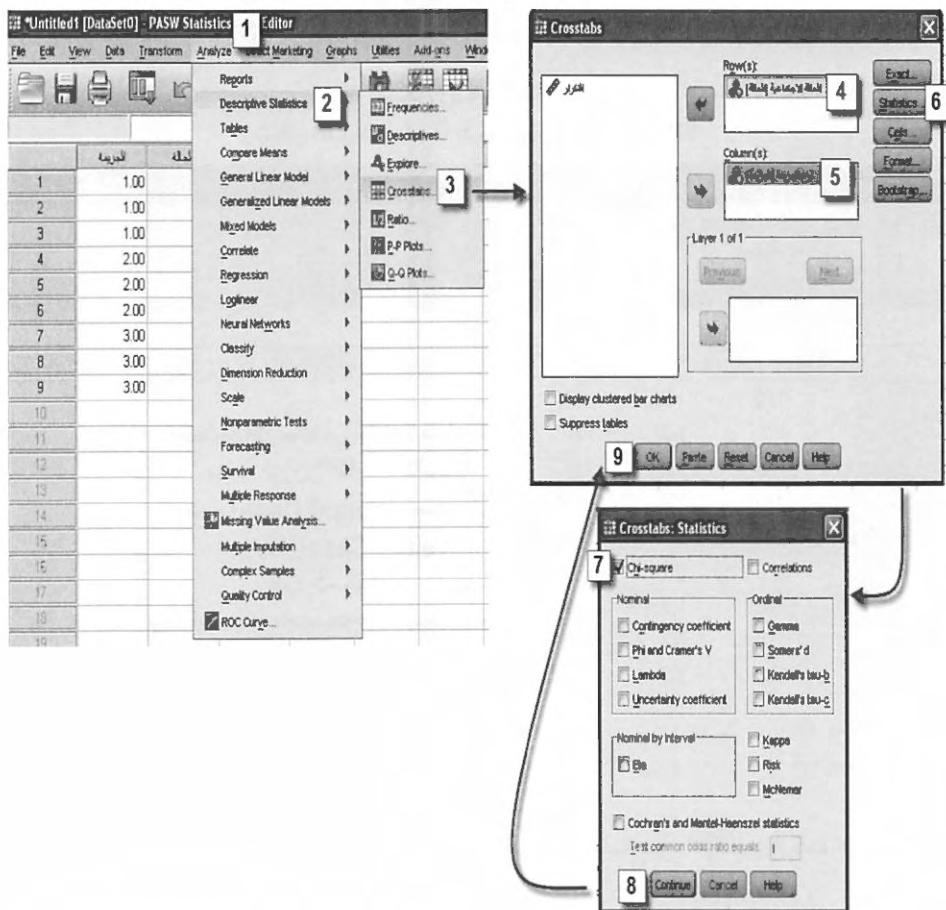 *Untitled1 [DataSet0] - PASW Statistics Editor
1
File Edit View Data Transform Analyze Marketing Graphs Utilities Add-ons Wind
الجريمة
1 1.00
2 1.00
3 1.00
4 2.00
5 2.00
6 2.00
7 3.00
8 3.00
9 3.00
10
11
12
13
14
15
16
17
18
19
Reports
Descriptive Statistics
2
Tables
Compare Means
General Linear Model
Generalized Linear Models
Mixed Models
Correlate
Regression
Loglinear
Neural Networks
Classify
Dimension Reduction
Scale
Nonparametric Tests
Forecasting
Survival
Multiple Response
Missing Value Analysis...
Multiple Imputation
Complex Samples
Quality Control
ROC Curve...
Frequencies...
Descriptives...
Explore...
Crosstabs...
3
Ratio...
P-P Plots...
Q-Q Plots...
Crosstabs
Row(s):
4
Column(s):
5
Layer 1 of 1
Previous Next
Exact...
Statistics...
6
Cells...
Format...
Bootstrap...
Display clustered bar charts
Suppress tables
9 OK Paste Reset Cancel Help
Crosstabs: Statistics
7 Chi-square Correlations
Nominal
Contingency coefficient
Phi and Cramer's V
Lambda
Uncertainty coefficient
Ordinal
Gamma
Somers' d
Kendall's tau-b
Kendall's tau-c
Nominal by Interval
Eta
Kappa
Risk
McNemar
Cochran's and Mantel-Haenszel statistics
Test common odds ratio equals: 1
8 Continue Cancel Help